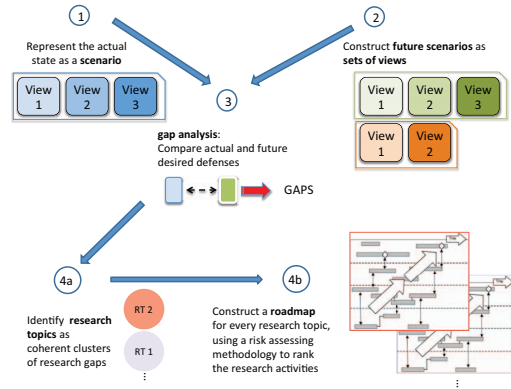 1
Represent the actual
state as a scenario
View
1
View
2
View
3
2
Construct future scenarios as
sets of views
View
1
View
2
View
3
View
1
View
2
3
gap analysis:
Compare actual and future
desired defenses
GAPS
4a
Identify research
topics as
coherent clusters
of research gaps
RT 2
RT 1
...
4b
Construct a roadmap
for every research topic,
using a risk assessing
methodology to rank
the research activities
...